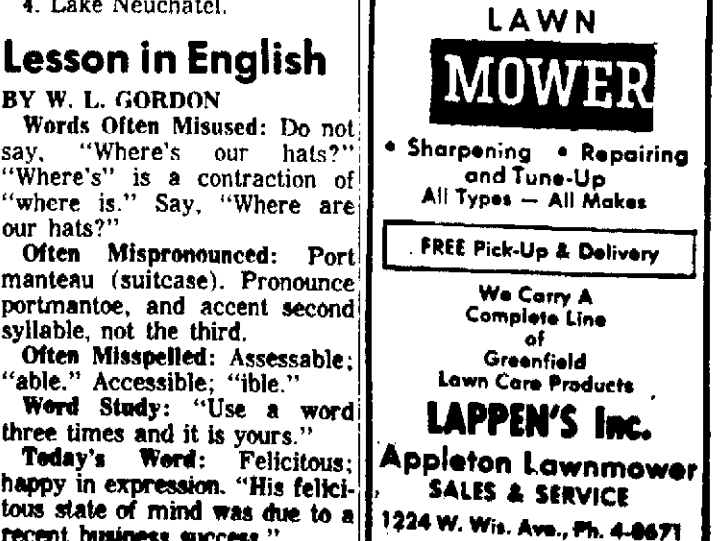 4. Lake Neuchatel.
Lesson in English
BY W. L. GORDON
Words Often Misused: Do not
say, "Where's our hats?"
"Where's" is a contraction of
"where is." Say, "Where are
our hats?"
Often Mispronounced: Port
manteau (suitcase). Pronounce
portmantoe, and accent second
syllable, not the third.
Often Misspelled: Assessable;
"able." Accessible; "ible."
Word Study: "Use a word
three times and it is yours."
Today's Word: Felicitous;
happy in expression. "His felici-
tous state of mind was due to a
recent business success."
LAWN
MOWER
• Sharpening • Repairing
and Tune-Up
All Types — All Makes
FREE Pick-Up & Delivery
We Carry A
Complete Line
of
Greenfield
Lawn Care Products
LAPPEN'S Inc.
Appleton Lawnmower
SALES & SERVICE
1224 W. Wis. Ave., Ph. 4-8671